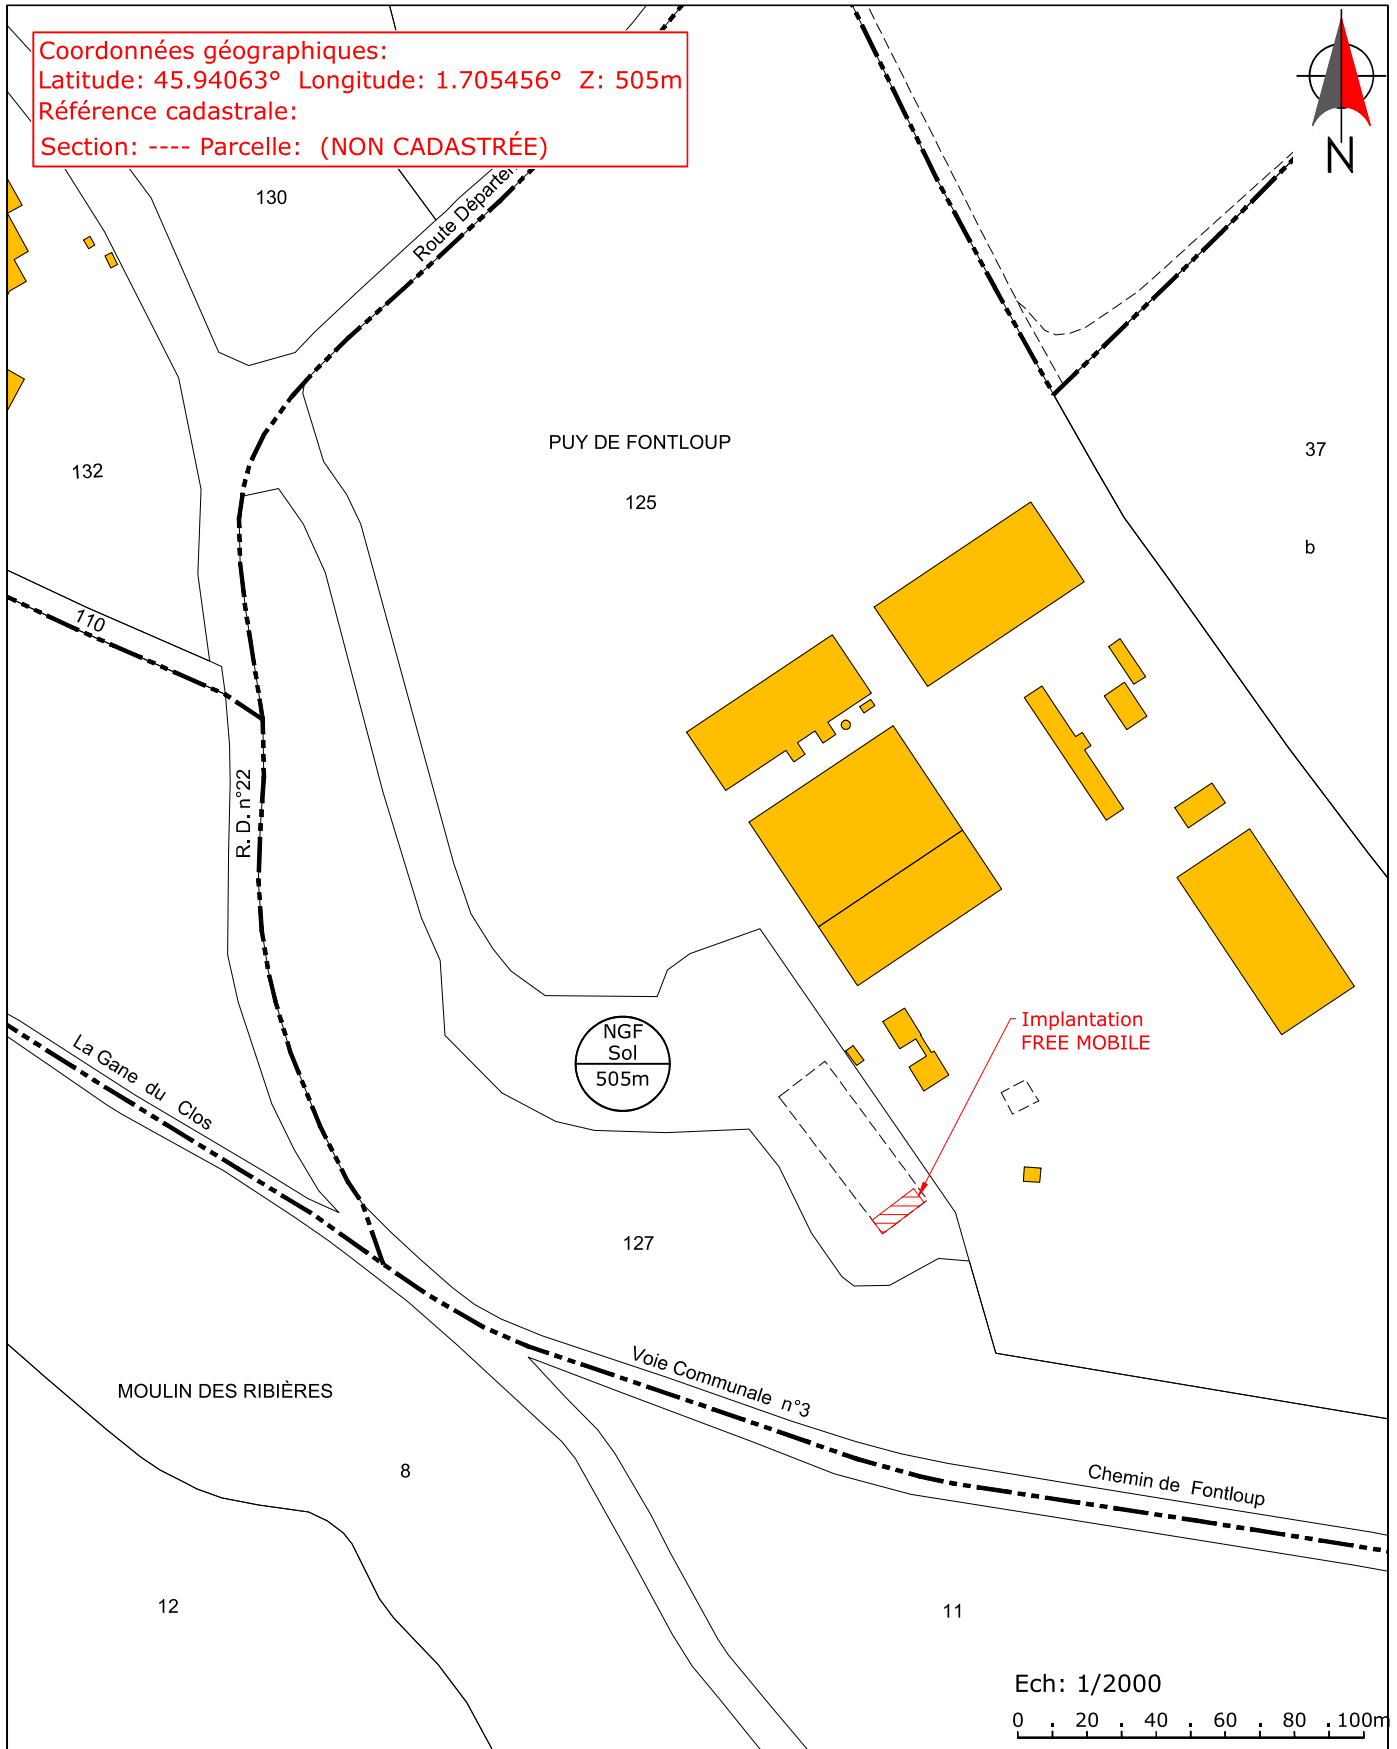 Coordonnées géographiques:
Latitude: 45.94063° Longitude: 1.705456° Z: 505m
Référence cadastrale:
Section: ---- Parcelle: (NON CADASTRÉE)
N
130
Route Départe
PUY DE FONTLOUP
132
125
37
b
110
R. D. n°22
NGF
Sol
505m
Implantation
FREE MOBILE
La Gane du Clos
127
Voie Communale n°3
MOULIN DES RIBIÈRES
8
Chemin de Fontloup
12
11
Ech: 1/2000
0 20 40 60 80 100m